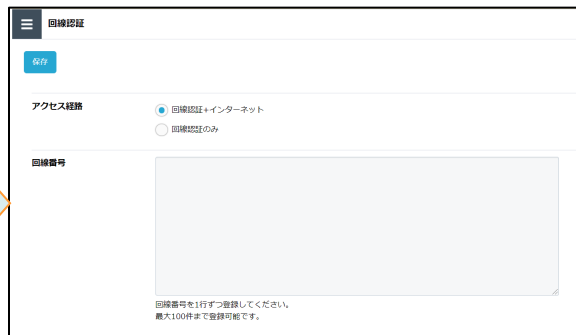 回線認証
保存
アクセス経路
回線認証+インターネット
回線認証のみ
回線番号
回線番号を1行ずつ登録してください。
最大100件まで登録可能です。